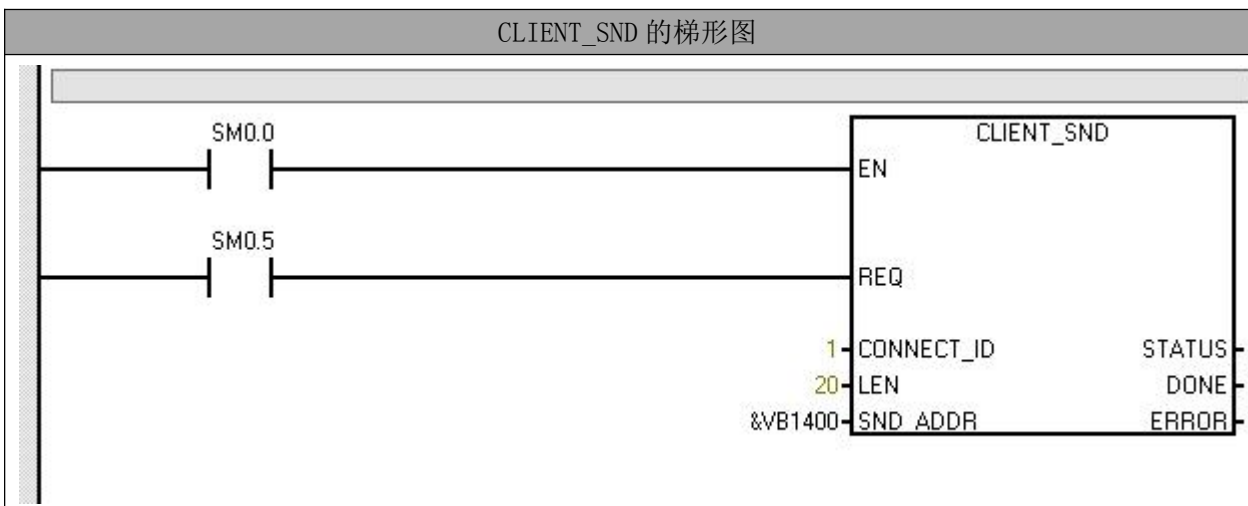 CLIENT_SND 的梯形图
SM0.0
CLIENT_SND
EN
SM0.5
REQ
1 CONNECT_ID STATUS
20 LEN DONE
&VB1400 SND_ADDR ERROR